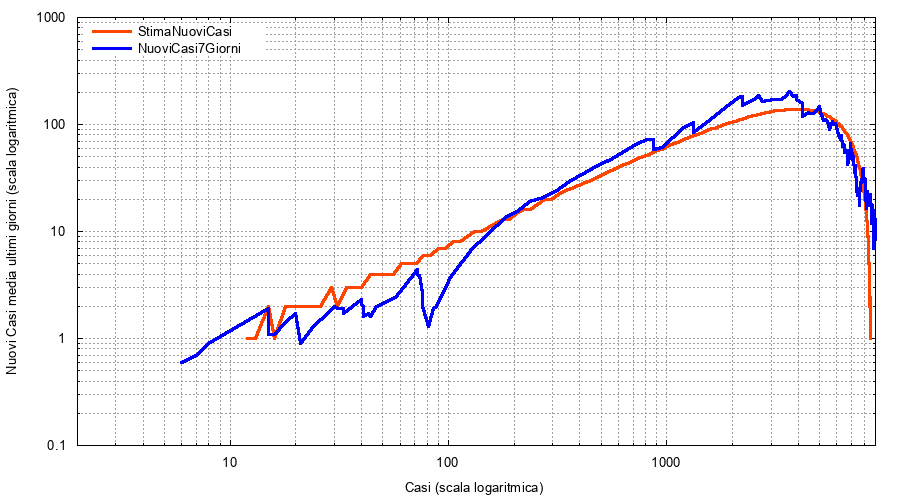 1000
StimaNuoviCasi
NuoviCasi7Giorni
100
10
1
0.1
Nuovi Casi media ultimi giorni (scala logaritmica)
10
100
1000
Casi (scala logaritmica)